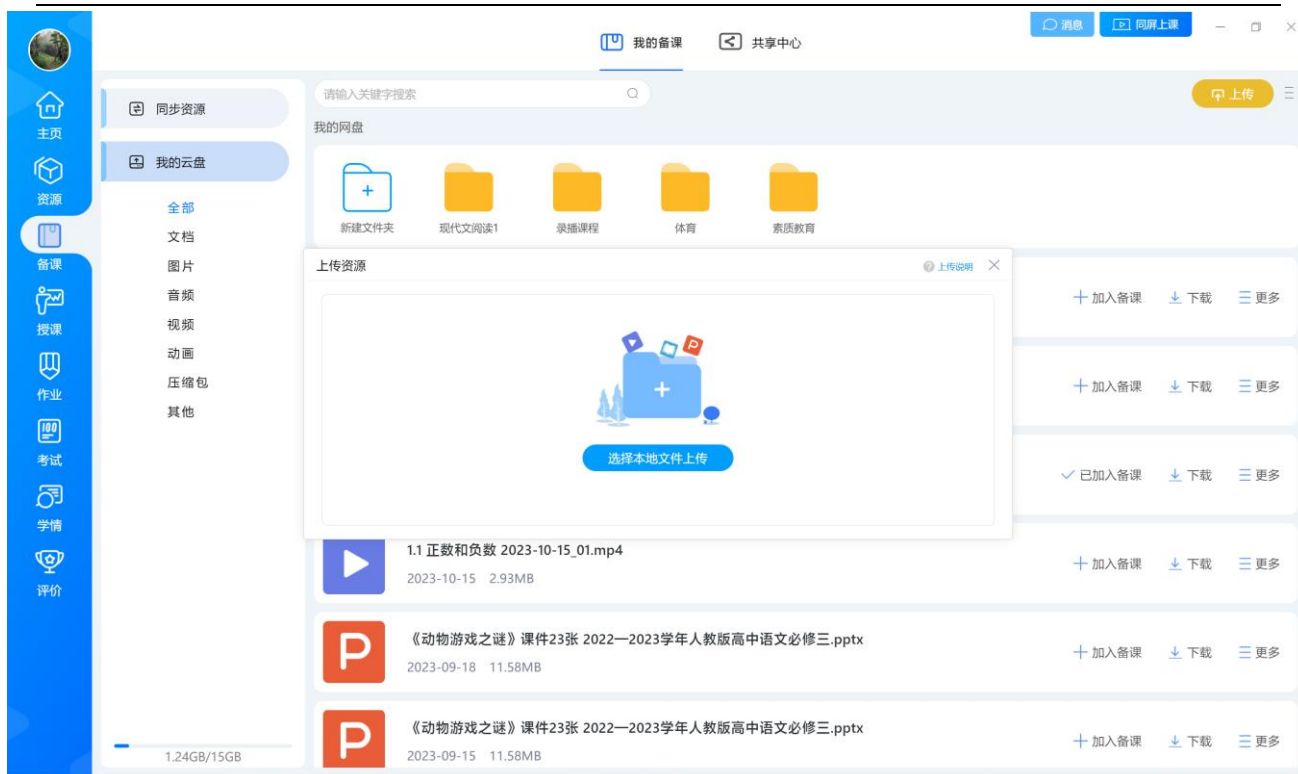 消息
同屏上课
我的备课
共享中心
主页
资源
备课
授课
作业
100
考试
学情
评价
同步资源
我的云盘
全部
文档
图片
音频
视频
动画
压缩包
其他
1.24GB/15GB
请输入关键字搜索
上传
我的网盘
新建文件夹
现代文阅读1
录播课程
体育
素质教育
上传资源
上传说明
选择本地文件上传
加入备课 下载 更多
加入备课 下载 更多
已加入备课 下载 更多
1.1 正数和负数 2023-10-15_01.mp4
2023-10-15 2.93MB
加入备课 下载 更多
P
《动物游戏之谜》课件23张 2022—2023学年人教版高中语文必修三.pptx
2023-09-18 11.58MB
加入备课 下载 更多
P
《动物游戏之谜》课件23张 2022—2023学年人教版高中语文必修三.pptx
2023-09-15 11.58MB
加入备课 下载 更多